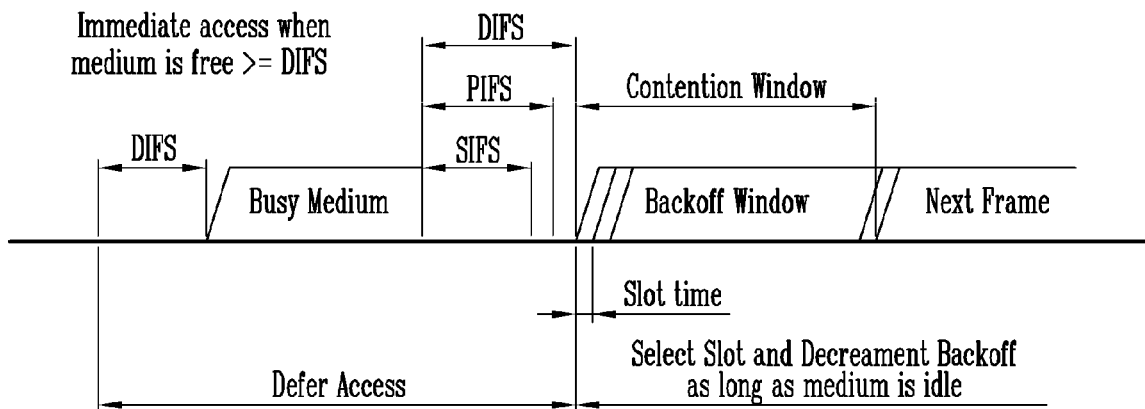 Immediate access when
medium is free >= DIFS
DIFS
PIFS
Contention Window
DIFS
SIFS
Busy Medium
Backoff Window
Next Frame
Slot time
Select Slot and Decreament Backoff
as long as medium is idle
Defer Access